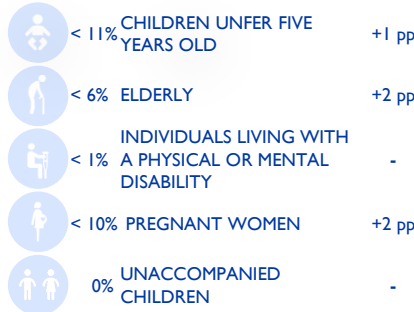 < 11% CHILDREN UNFER FIVE YEARS OLD +1 pp
< 6% ELDERLY +2 pp
< 1% INDIVIDUALS LIVING WITH A PHYSICAL OR MENTAL DISABILITY -
< 10% PREGNANT WOMEN +2 pp
0% UNACCOMPANIED CHILDREN -